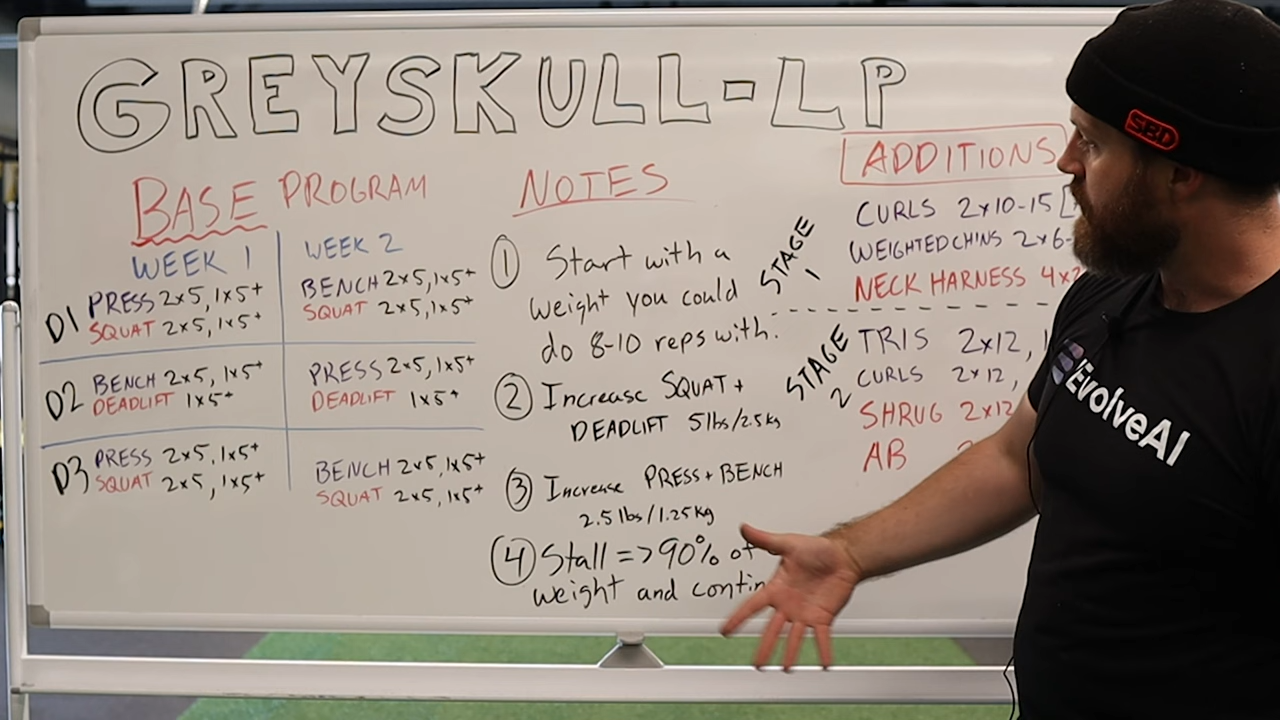 GREYSKULL-LP
BASE PROGRAM
WEEK 1
D1 PRESS 2x5, 1x5+
SQUAT 2x5, 1x5+
D2 BENCH 2x5, 1x5+
DEADLIFT 1x5+
D3 PRESS 2x5, 1x5+
SQUAT 2x5, 1x5+
WEEK 2
BENCH 2x5, 1x5+
SQUAT 2x5, 1x5+
PRESS 2x5, 1x5+
DEADLIFT 1x5+
BENCH 2x5, 1x5+
SQUAT 2x5, 1x5+
NOTES
1 Start with a
weight you could
do 8-10 reps with.
2 Increase SQUAT +
DEADLIFT 5lbs/2.5kg
3 Increase PRESS + BENCH
2.5 lbs/1.25kg
4 Stall => 90% of
weight and contin
ADDITIONS
STAGE
1
CURLS 2x10-15 [
WEIGHTED CHINS 2x6-
NECK HARNESS 4x2
STAGE
2
TRIS 2x12, 1
CURLS 2x12,
SHRUG 2x12
AB
SBD
EvolveAI